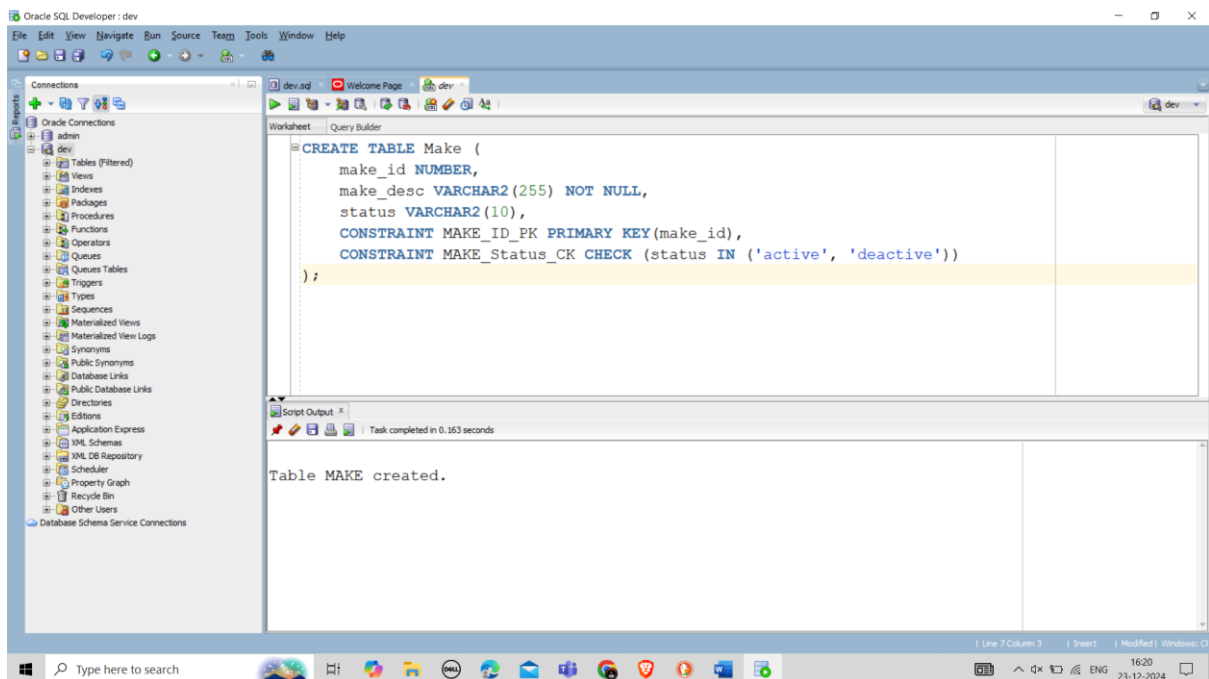 Oracle SQL Developer : dev
File Edit View Navigate Run Source Team Tools Window Help
Connections
dev.sql
Welcome Page
dev
Reports
dev
Oracle Connections
admin
dev
Tables (Filtered)
Views
Indexes
Packages
Procedures
Functions
Operators
Queues
Queues Tables
Triggers
Types
Sequences
Materialized Views
Materialized View Logs
Synonyms
Public Synonyms
Database Links
Public Database Links
Directories
Editions
Application Express
XML Schemas
XML DB Repository
Scheduler
Property Graph
Recycle Bin
Other Users
Database Schema Service Connections
Worksheet Query Builder
CREATE TABLE Make (
make_id NUMBER,
make_desc VARCHAR2(255) NOT NULL,
status VARCHAR2(10),
CONSTRAINT MAKE_ID_PK PRIMARY KEY(make_id),
CONSTRAINT MAKE_Status_CK CHECK (status IN ('active', 'deactive'))
);
Script Output
Task completed in 0.163 seconds
Table MAKE created.
Line 7 Column 3 | Insert | Modified | Windows: C
Type here to search
DELL
ENG
16:20
23-12-2024